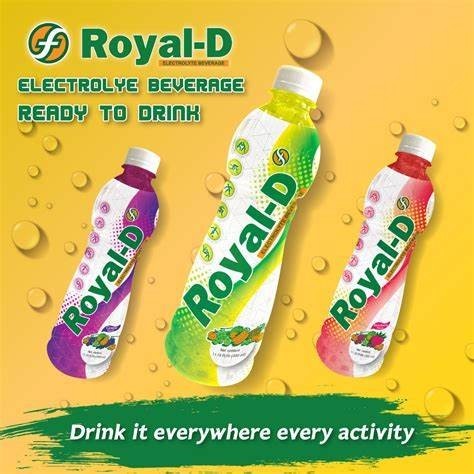 Royal-D
ELECTROLYTE BEVERAGE
ELECTROLYE BEVERAGE
READY TO DRINK
Royal-D
Royal-D
Royal-D
Drink it everywhere every activity